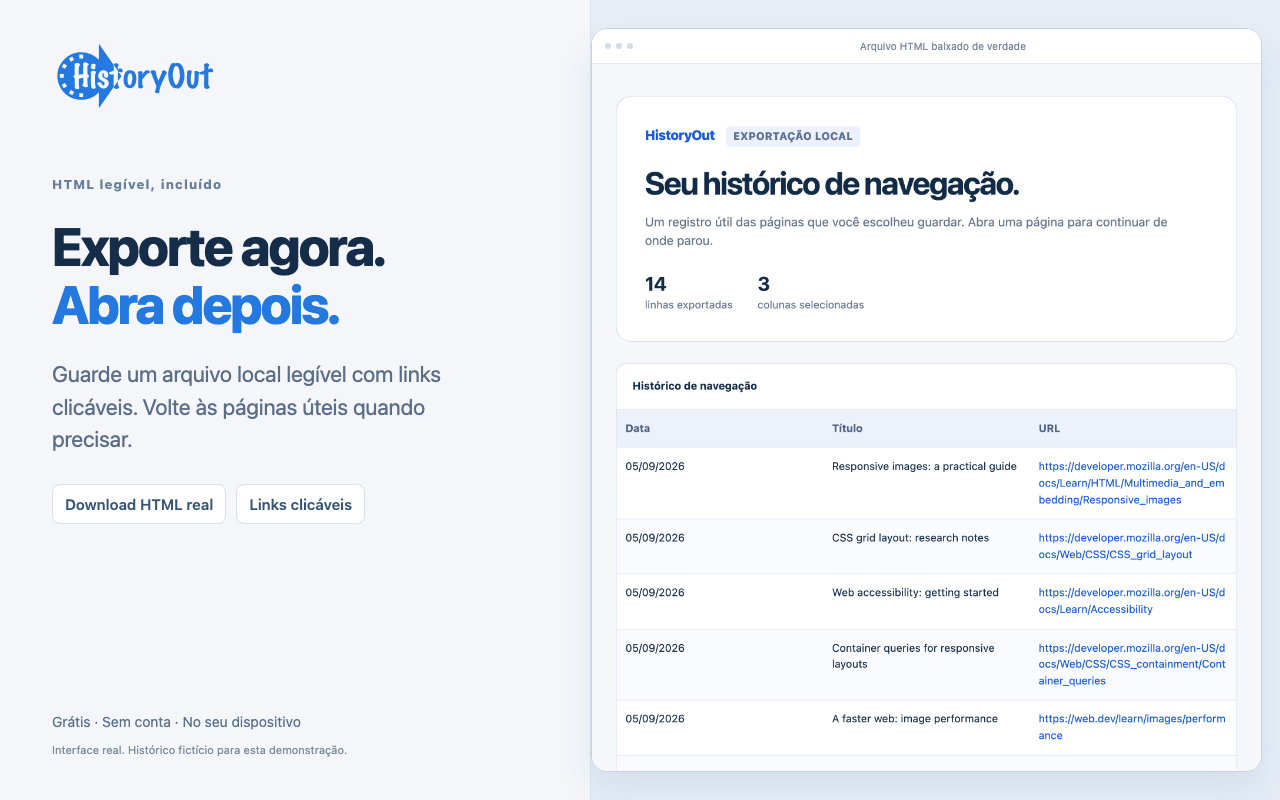 HistoryOut
HTML legível, incluído
Exporte agora.
Abra depois.
Guarde um arquivo local legível com links
clicáveis. Volte às páginas úteis quando
precisar.
Download HTML real
Links clicáveis
Grátis · Sem conta · No seu dispositivo
Interface real. Histórico fictício para esta demonstração.
Arquivo HTML baixado de verdade
HistoryOut
EXPORTAÇÃO LOCAL
Seu histórico de navegação.
Um registro útil das páginas que você escolheu guardar. Abra uma página para continuar de
onde parou.
14
linhas exportadas
3
colunas selecionadas
Histórico de navegação
Data
Título
URL
05/09/2026
Responsive images: a practical guide
https://developer.mozilla.org/en-US/d
ocs/Learn/HTML/Multimedia_and_em
bedding/Responsive_images
05/09/2026
CSS grid layout: research notes
https://developer.mozilla.org/en-US/d
ocs/Web/CSS/CSS_grid_layout
05/09/2026
Web accessibility: getting started
https://developer.mozilla.org/en-US/d
ocs/Learn/Accessibility
05/09/2026
Container queries for responsive
layouts
https://developer.mozilla.org/en-US/d
ocs/Web/CSS/CSS_containment/Cont
ainer_queries
05/09/2026
A faster web: image performance
https://web.dev/learn/images/perform
ance